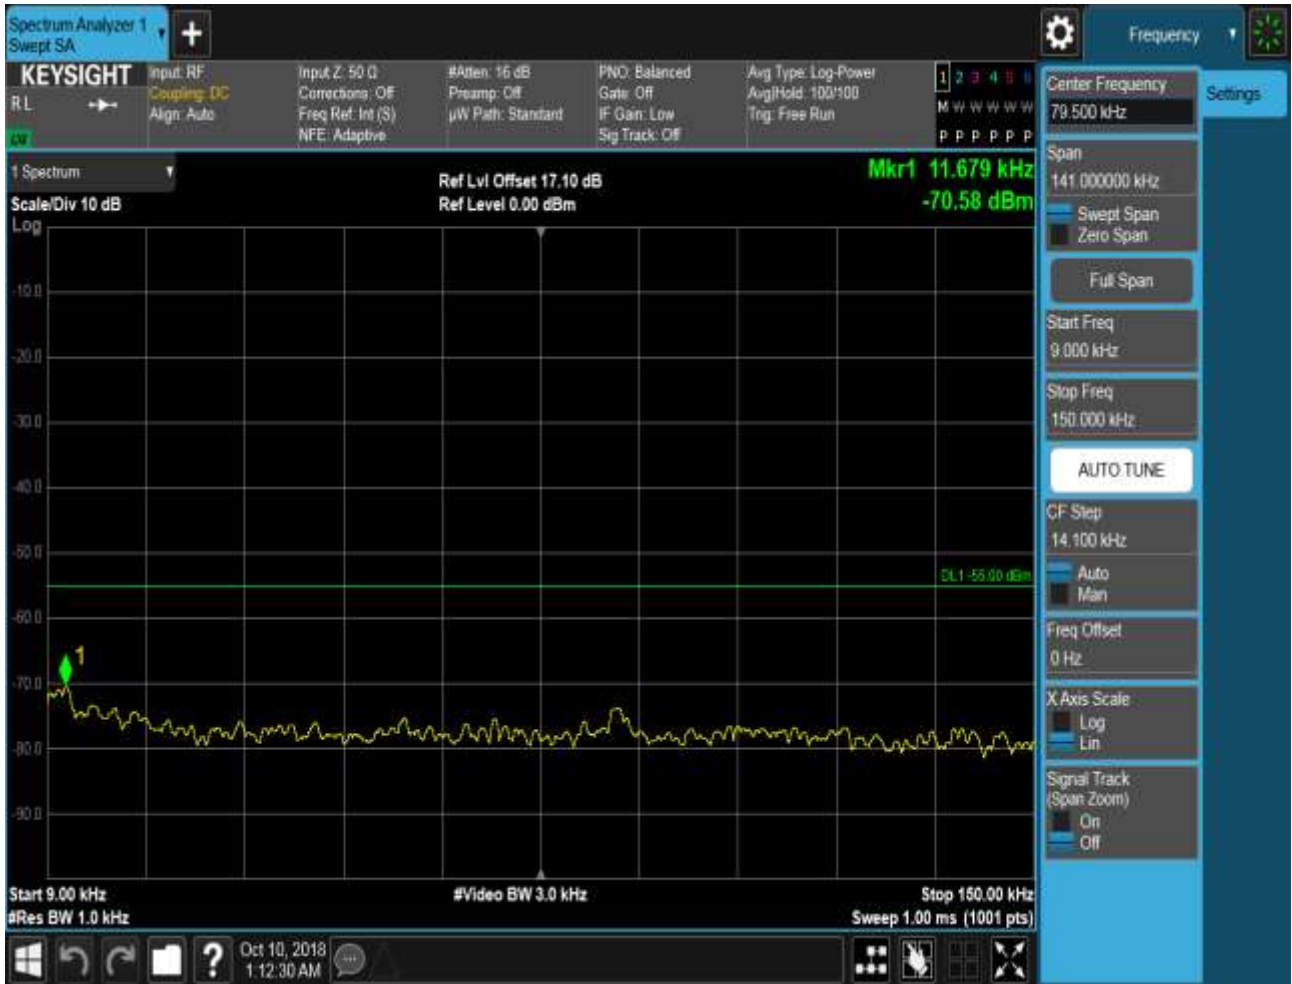 Spectrum Analyzer 1
Swept SA
Frequency
KEYSIGHT
RL
Input: RF
Coupling: DC
Align: Auto
Input Z: 50 Ω
Corrections: Off
Freq Ref: Int (S)
NFE: Adaptive
#Atten: 16 dB
Preamp: Off
µW Path: Standard
PNO: Balanced
Gate: Off
IF Gain: Low
Sig Track: Off
Avg Type: Log-Power
Avg|Hold: 100/100
Trig: Free Run
1 2 3 4 5 6
M W W W W W
P P P P P P
1 Spectrum
Scale/Div 10 dB
Log
Ref Lvl Offset 17.10 dB
Ref Level 0.00 dBm
Mkr1 11.679 kHz
-70.58 dBm
-10.0
-20.0
-30.0
-40.0
-50.0
DL1 -55.00 dBm
-60.0
1
-70.0
-80.0
-90.0
Start 9.00 kHz
#Res BW 1.0 kHz
#Video BW 3.0 kHz
Stop 150.00 kHz
Sweep 1.00 ms (1001 pts)
Center Frequency
79.500 kHz
Settings
Span
141.000000 kHz
Swept Span
Zero Span
Full Span
Start Freq
9.000 kHz
Stop Freq
150.000 kHz
AUTO TUNE
CF Step
14.100 kHz
Auto
Man
Freq Offset
0 Hz
X Axis Scale
Log
Lin
Signal Track
(Span Zoom)
On
Off
?
Oct 10, 2018
1:12:30 AM